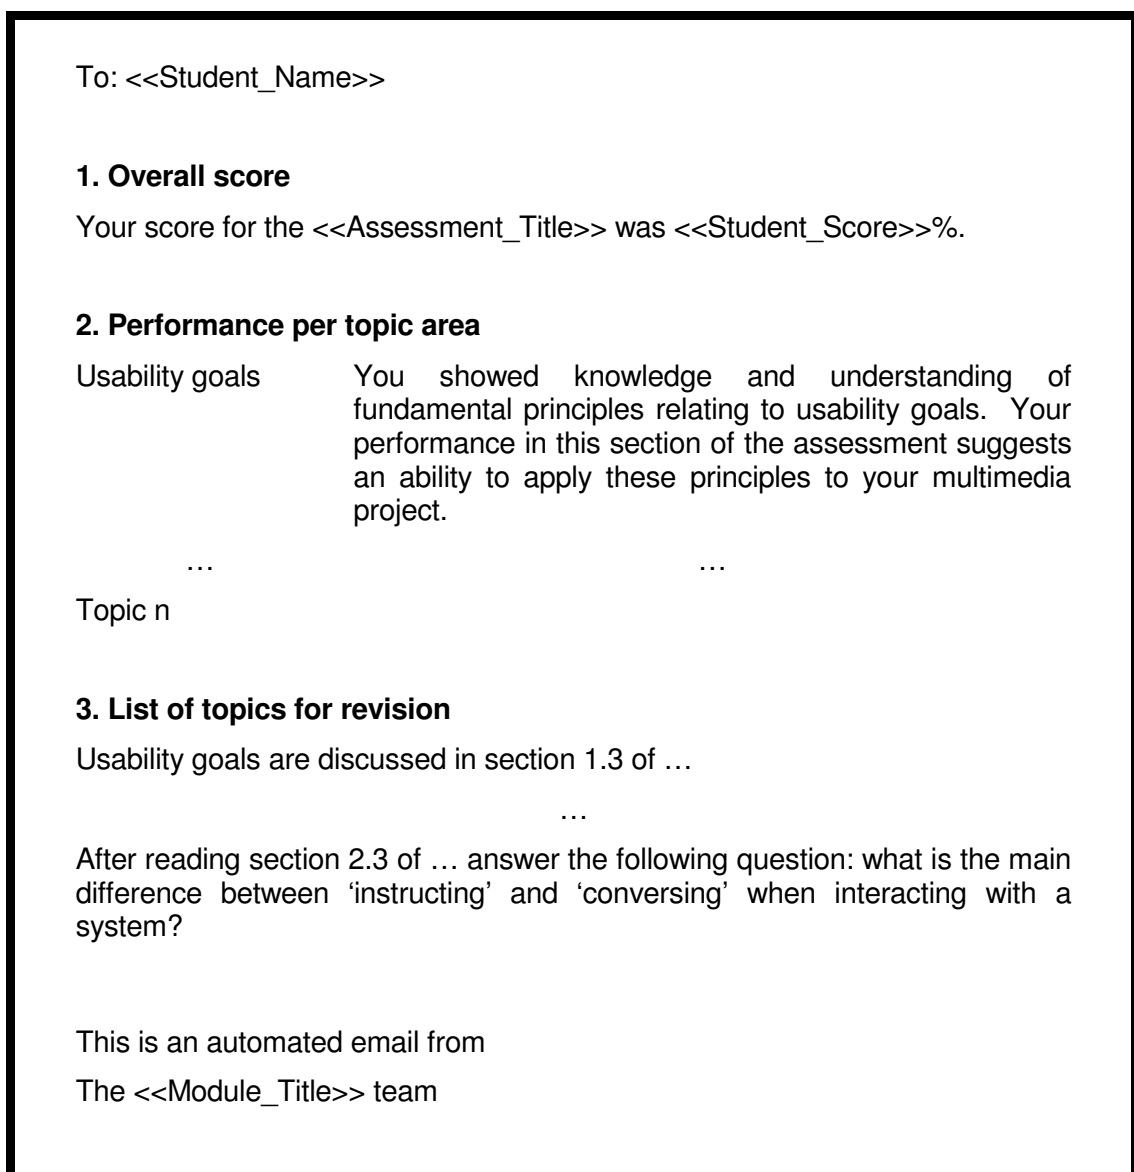 To: <<Student_Name>>
1. Overall score
Your score for the <<Assessment_Title>> was <<Student_Score>>%.
2. Performance per topic area
Usability goals You showed knowledge and understanding of
fundamental principles relating to usability goals. Your
performance in this section of the assessment suggests
an ability to apply these principles to your multimedia
project.
… …
Topic n
3. List of topics for revision
Usability goals are discussed in section 1.3 of …
…
After reading section 2.3 of … answer the following question: what is the main
difference between ‘instructing’ and ‘conversing’ when interacting with a
system?
This is an automated email from
The <<Module_Title>> team